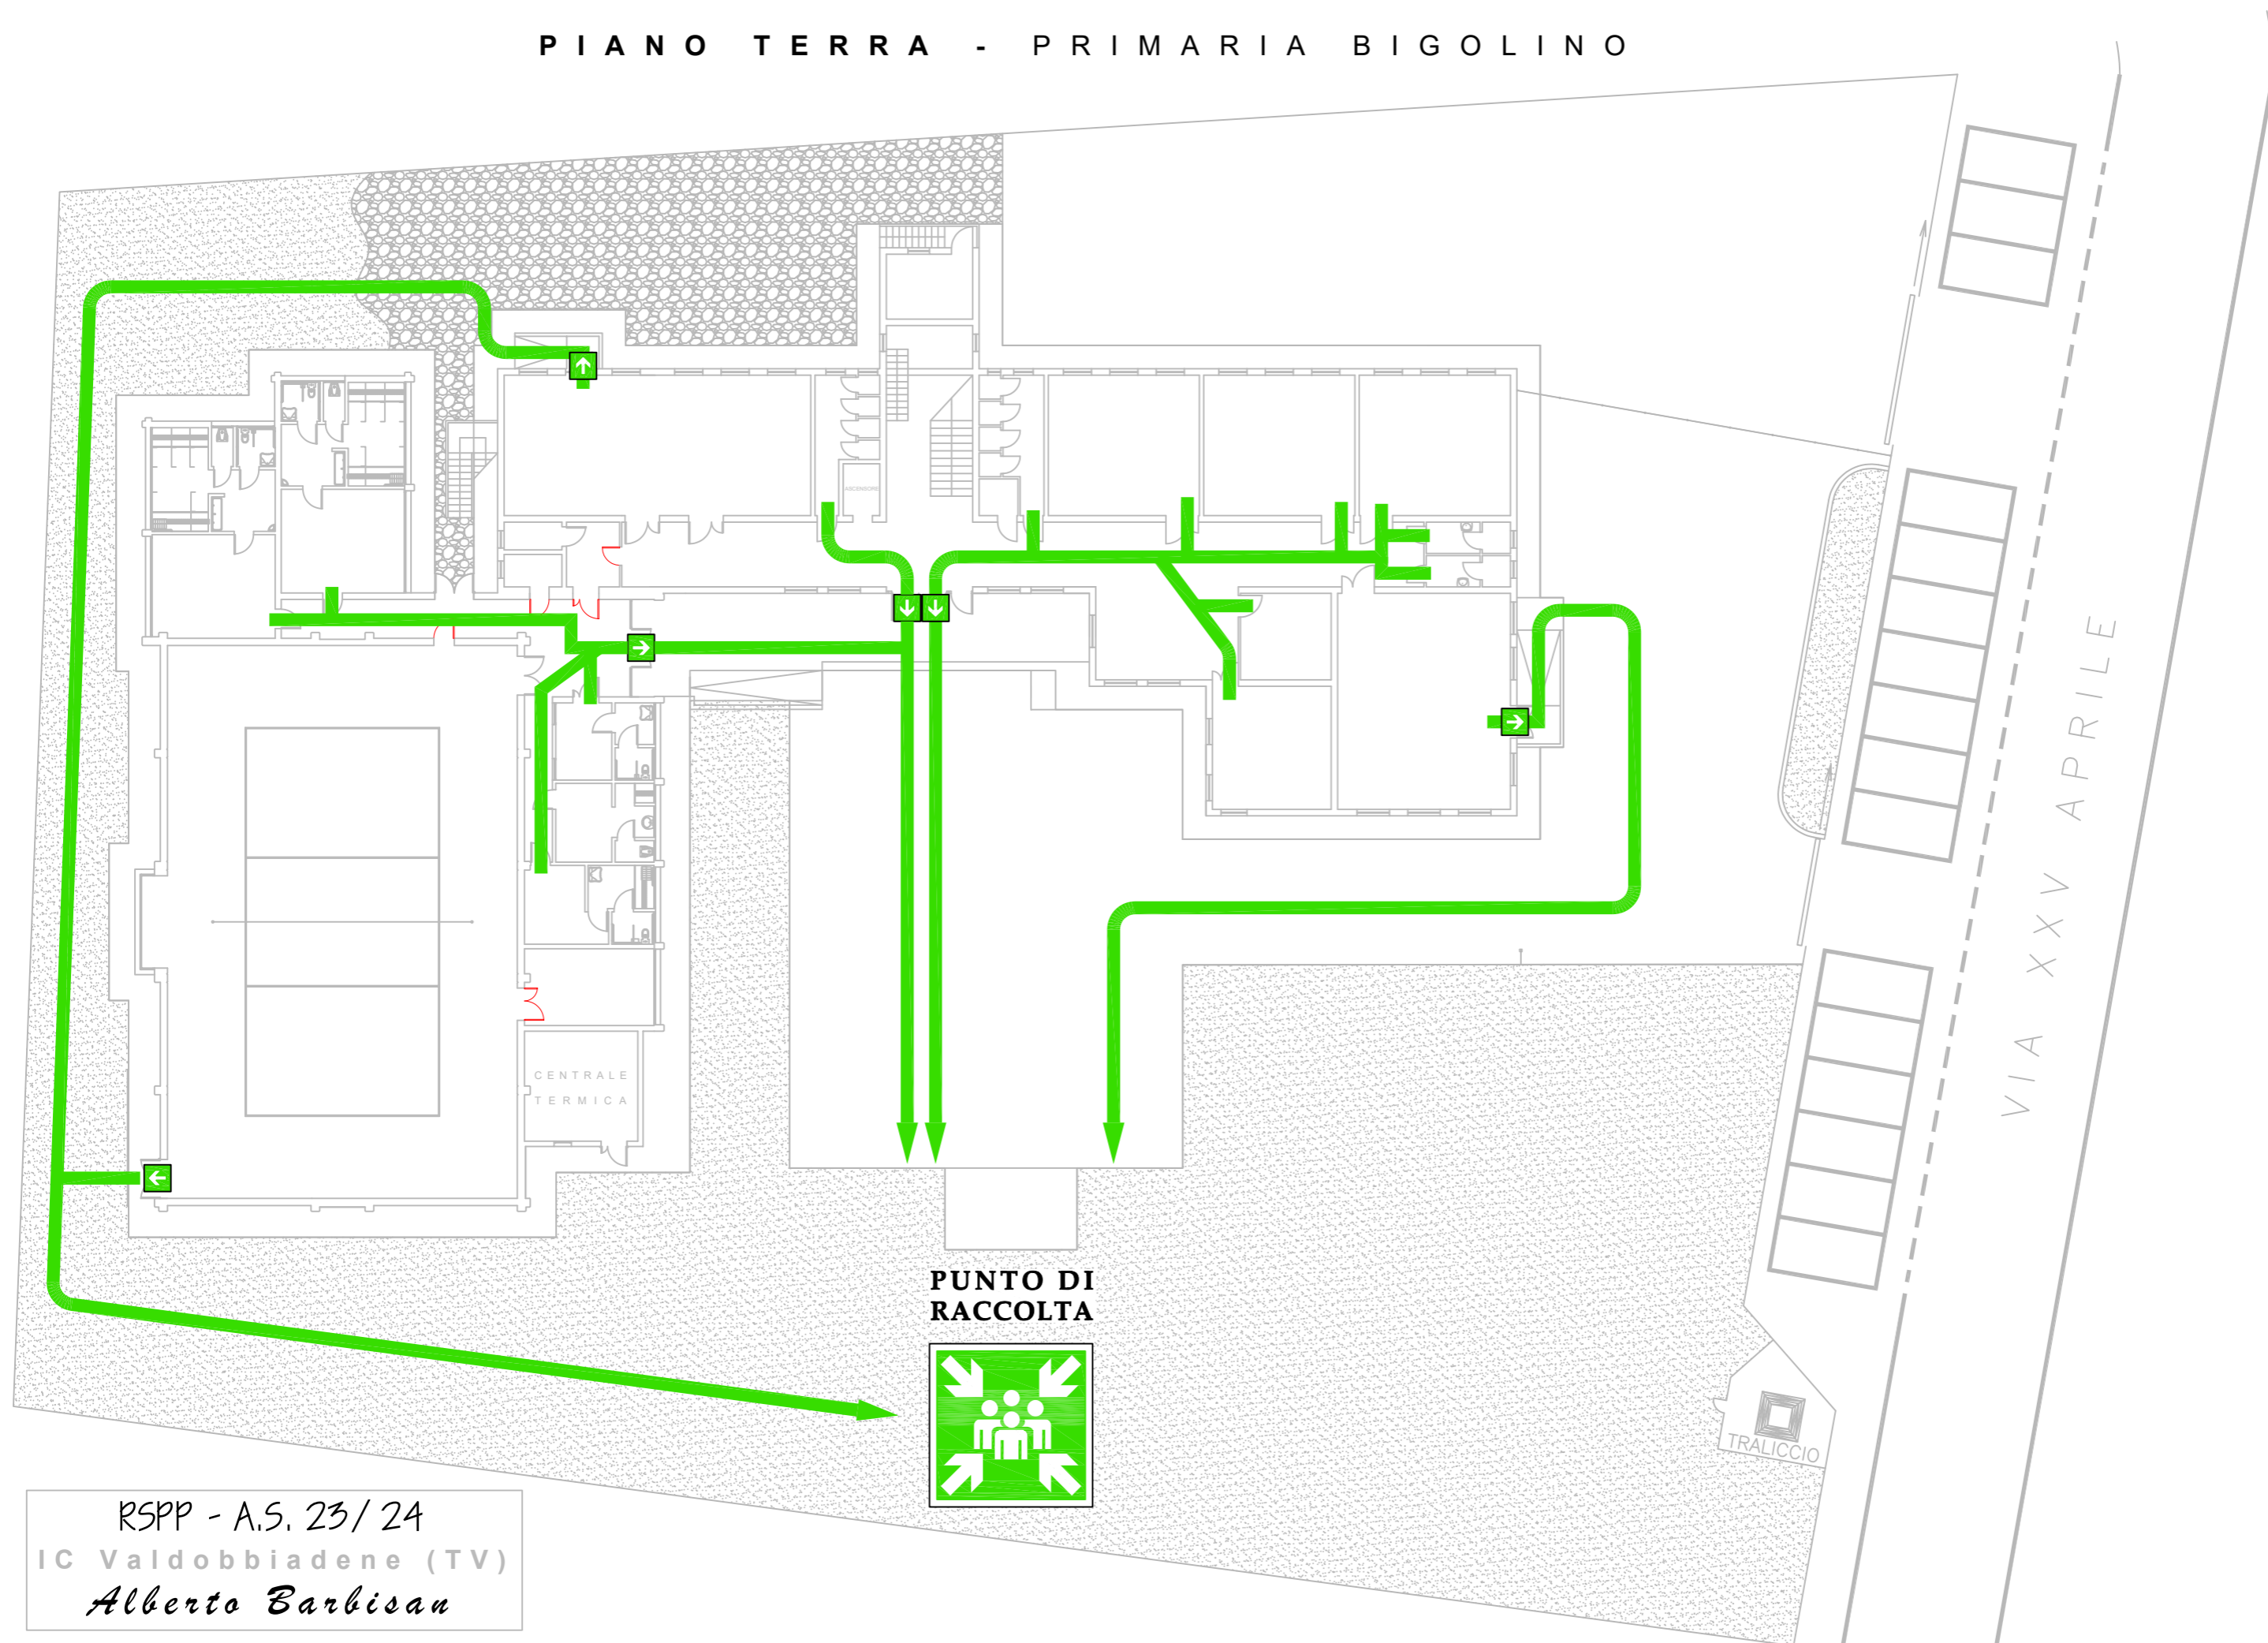 PIANO TERRA - PRIMARIA BIGOLINO
ASCENSORE
VIA XXV APRILE
CENTRALE
TERMICA
PUNTO DI
RACCOLTA
TRALICCIO
RSPP - A.S. 23/24
IC Valdobbiadene (TV)
Alberto Barbisan